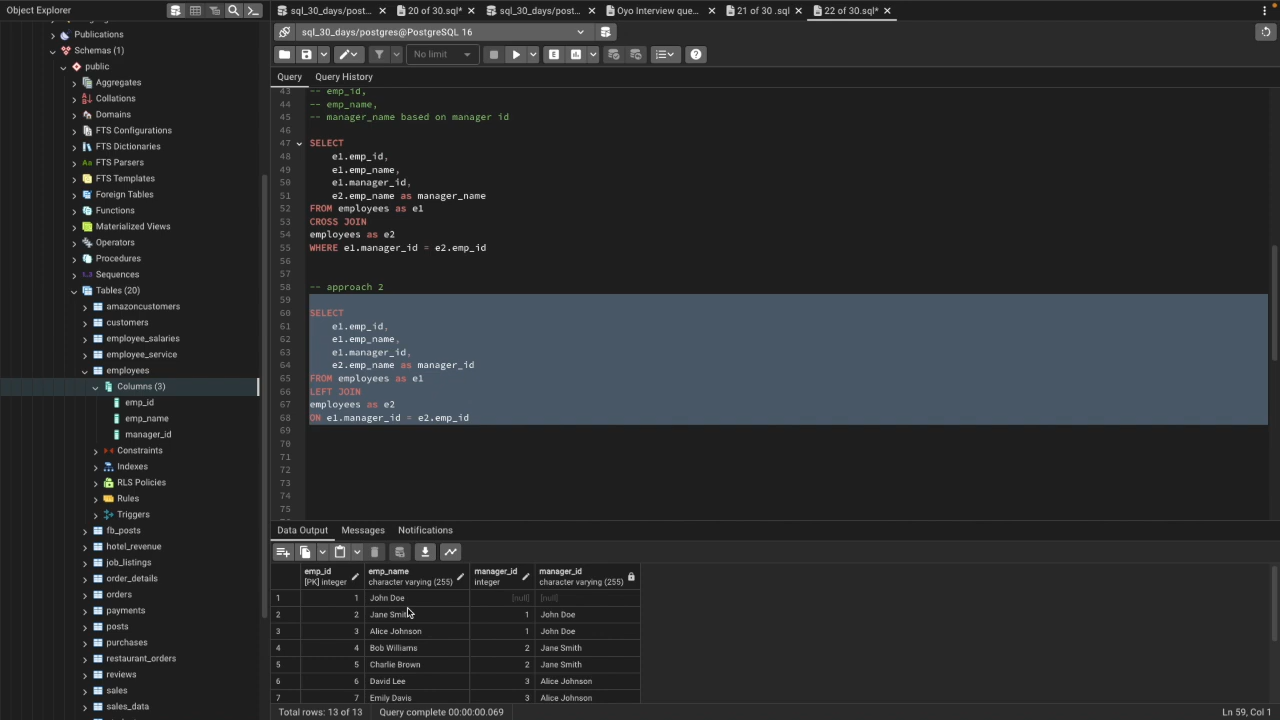 Object Explorer
sql_30_days/post...
20 of 30.sql*
sql_30_days/post...
Oyo Interview que...
21 of 30 .sql
22 of 30.sql*
Publications
Schemas (1)
public
Aggregates
Collations
Domains
FTS Configurations
FTS Dictionaries
FTS Parsers
FTS Templates
Foreign Tables
Functions
Materialized Views
Operators
Procedures
Sequences
Tables (20)
amazoncustomers
customers
employee_salaries
employee_service
employees
Columns (3)
emp_id
emp_name
manager_id
Constraints
Indexes
RLS Policies
Rules
Triggers
fb_posts
hotel_revenue
job_listings
order_details
orders
payments
posts
purchases
restaurant_orders
reviews
sales
sales_data
sql_30_days/postgres@PostgreSQL 16
No limit
Query Query History
43 -- emp_id,
44 -- emp_name,
45 -- manager_name based on manager id
46
47 SELECT
48 e1.emp_id,
49 e1.emp_name,
50 e1.manager_id,
51 e2.emp_name as manager_name
52 FROM employees as e1
53 CROSS JOIN
54 employees as e2
55 WHERE e1.manager_id = e2.emp_id
56
57
58 -- approach 2
59
60 SELECT
61 e1.emp_id,
62 e1.emp_name,
63 e1.manager_id,
64 e2.emp_name as manager_id
65 FROM employees as e1
66 LEFT JOIN
67 employees as e2
68 ON e1.manager_id = e2.emp_id
69
70
71
72
73
74
75
Data Output Messages Notifications
emp_id emp_name manager_id manager_id
[PK] integer character varying (255) integer character varying (255)
1 1 John Doe [null] [null]
2 2 Jane Smith 1 John Doe
3 3 Alice Johnson 1 John Doe
4 4 Bob Williams 2 Jane Smith
5 5 Charlie Brown 2 Jane Smith
6 6 David Lee 3 Alice Johnson
7 7 Emily Davis 3 Alice Johnson
Total rows: 13 of 13 Query complete 00:00:00.069 Ln 59, Col 1